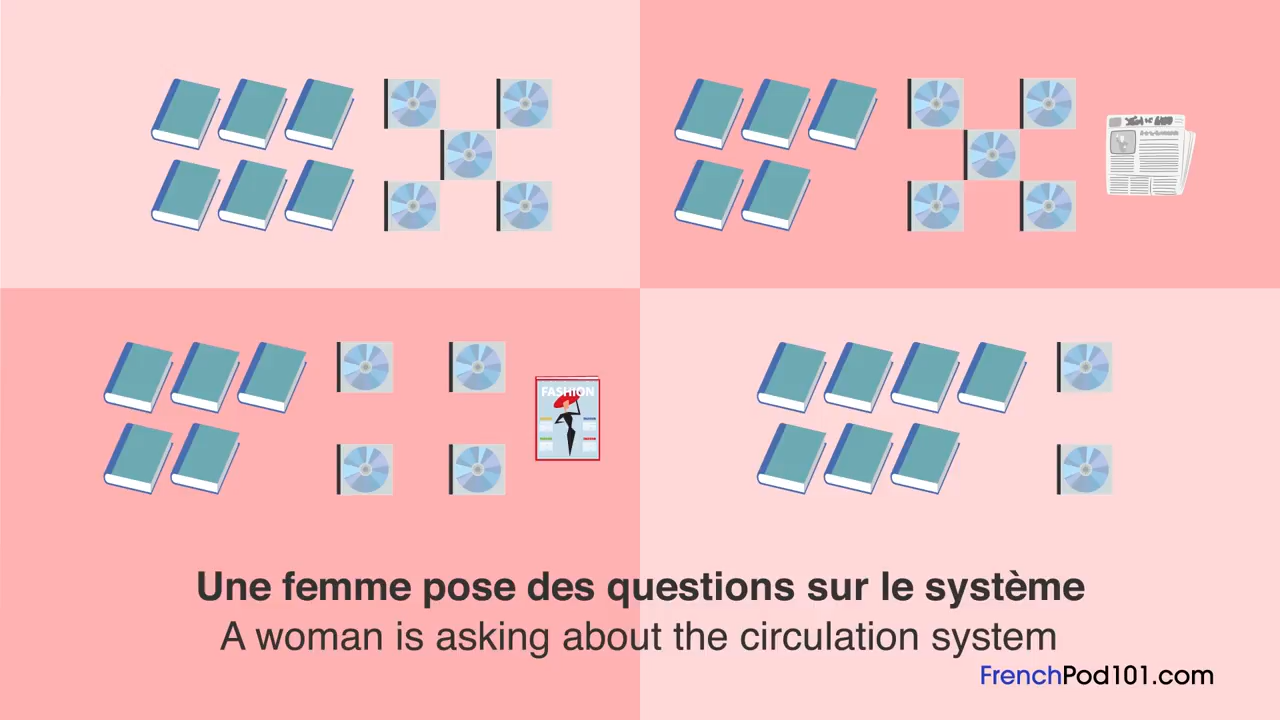 FASHION
Une femme pose des questions sur le système
A woman is asking about the circulation system
FrenchPod101.com